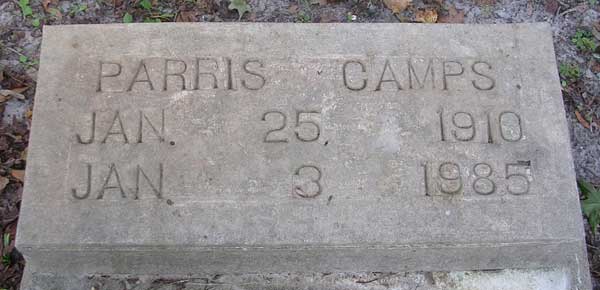 PARRIS CAMPS
JAN. 25 1910
JAN. 3 1985